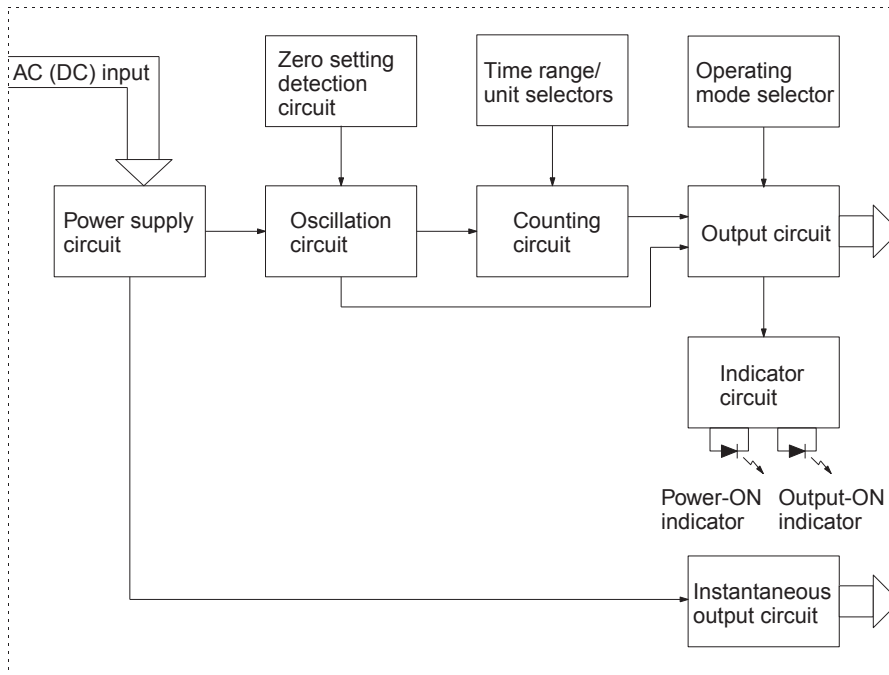 AC (DC) input
Zero setting
detection
circuit
Time range/
unit selectors
Operating
mode selector
Power supply
circuit
Oscillation
circuit
Counting
circuit
Output circuit
Indicator
circuit
Power-ON
indicator
Output-ON
indicator
Instantaneous
output circuit